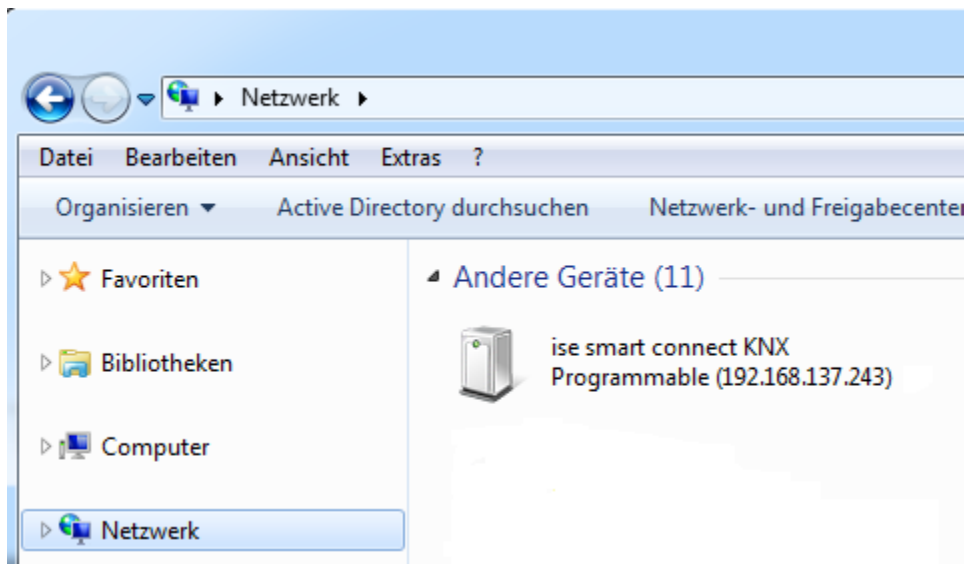 Netzwerk
Datei Bearbeiten Ansicht Extras ?
Organisieren Active Directory durchsuchen Netzwerk- und Freigabecenter
Favoriten
Bibliotheken
Computer
Netzwerk
Andere Geräte (11)
ise smart connect KNX
Programmable (192.168.137.243)